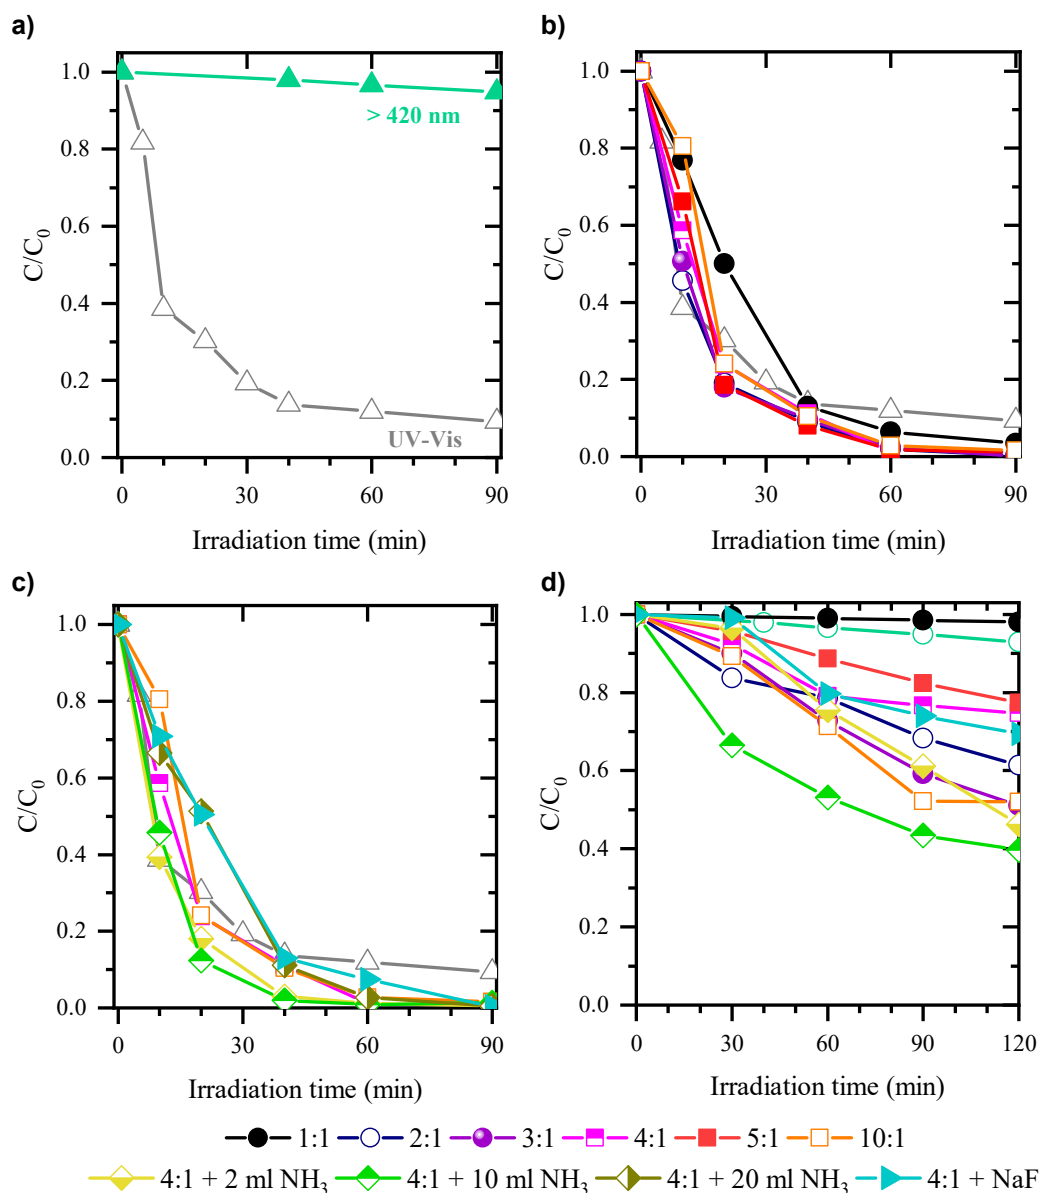 a)
1.0
0.8
0.6
0.4
0.2
0.0
C/C0
> 420 nm
UV-Vis
0 30 60 90
Irradiation time (min)
b)
1.0
0.8
0.6
0.4
0.2
0.0
C/C0
0 30 60 90
Irradiation time (min)
c)
1.0
0.8
0.6
0.4
0.2
0.0
C/C0
0 30 60 90
Irradiation time (min)
d)
1.0
0.8
0.6
0.4
0.2
0.0
C/C0
0 30 60 90 120
Irradiation time (min)
1:1 2:1 3:1 4:1 5:1 10:1
4:1 + 2 ml NH3 4:1 + 10 ml NH3 4:1 + 20 ml NH3 4:1 + NaF